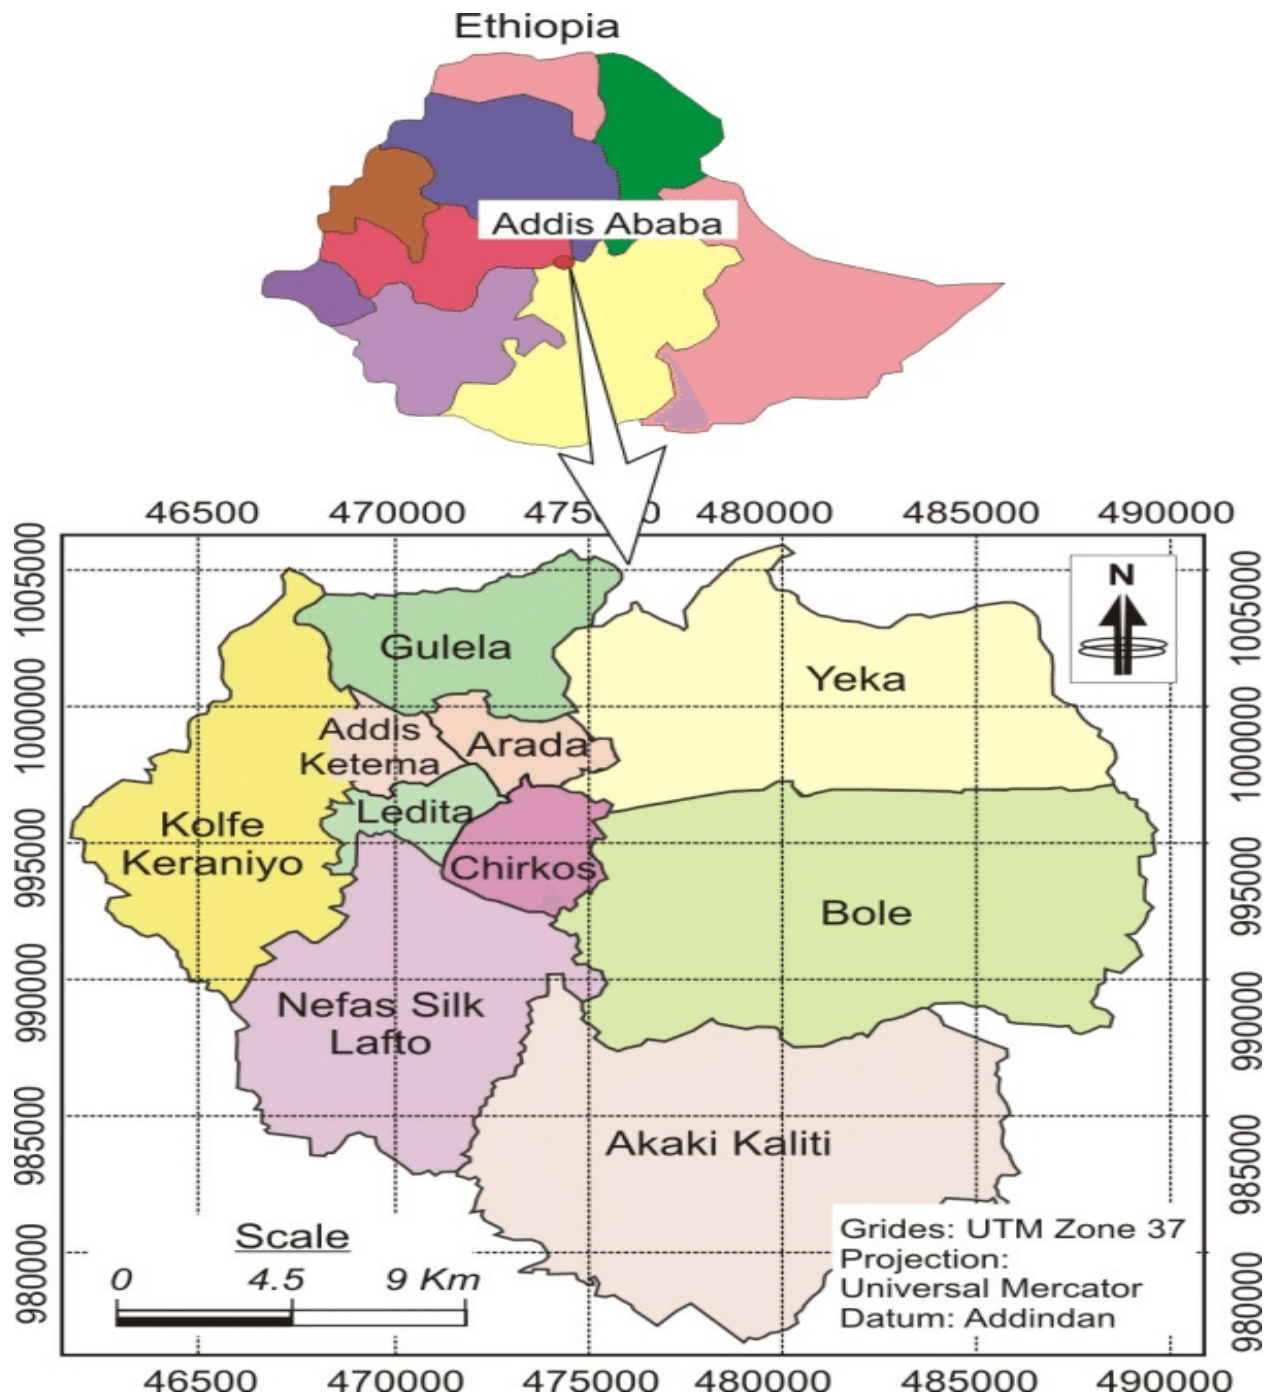 Ethiopia
Addis Ababa
46500 470000 475000 480000 485000 490000
1005000
1000000
995000
990000
985000
980000
N
Gulela
Yeka
Addis
Ketema
Arada
Ledita
Kolfe
Keraniyo
Chirkos
Bole
Nefas Silk
Lafto
Akaki Kaliti
1005000
1000000
995000
990000
985000
980000
Scale
0 4.5 9 Km
Grides: UTM Zone 37
Projection:
Universal Mercator
Datum: Addindan
46500 470000 475000 480000 485000 490000